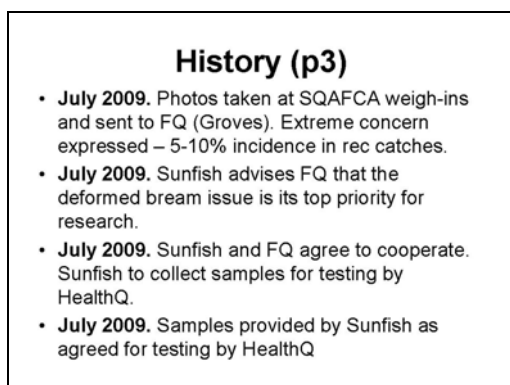 History (p3)
• July 2009. Photos taken at SQAFCA weigh-ins
and sent to FQ (Groves). Extreme concern
expressed – 5-10% incidence in rec catches.
• July 2009. Sunfish advises FQ that the
deformed bream issue is its top priority for
research.
• July 2009. Sunfish and FQ agree to cooperate.
Sunfish to collect samples for testing by
HealthQ.
• July 2009. Samples provided by Sunfish as
agreed for testing by HealthQ